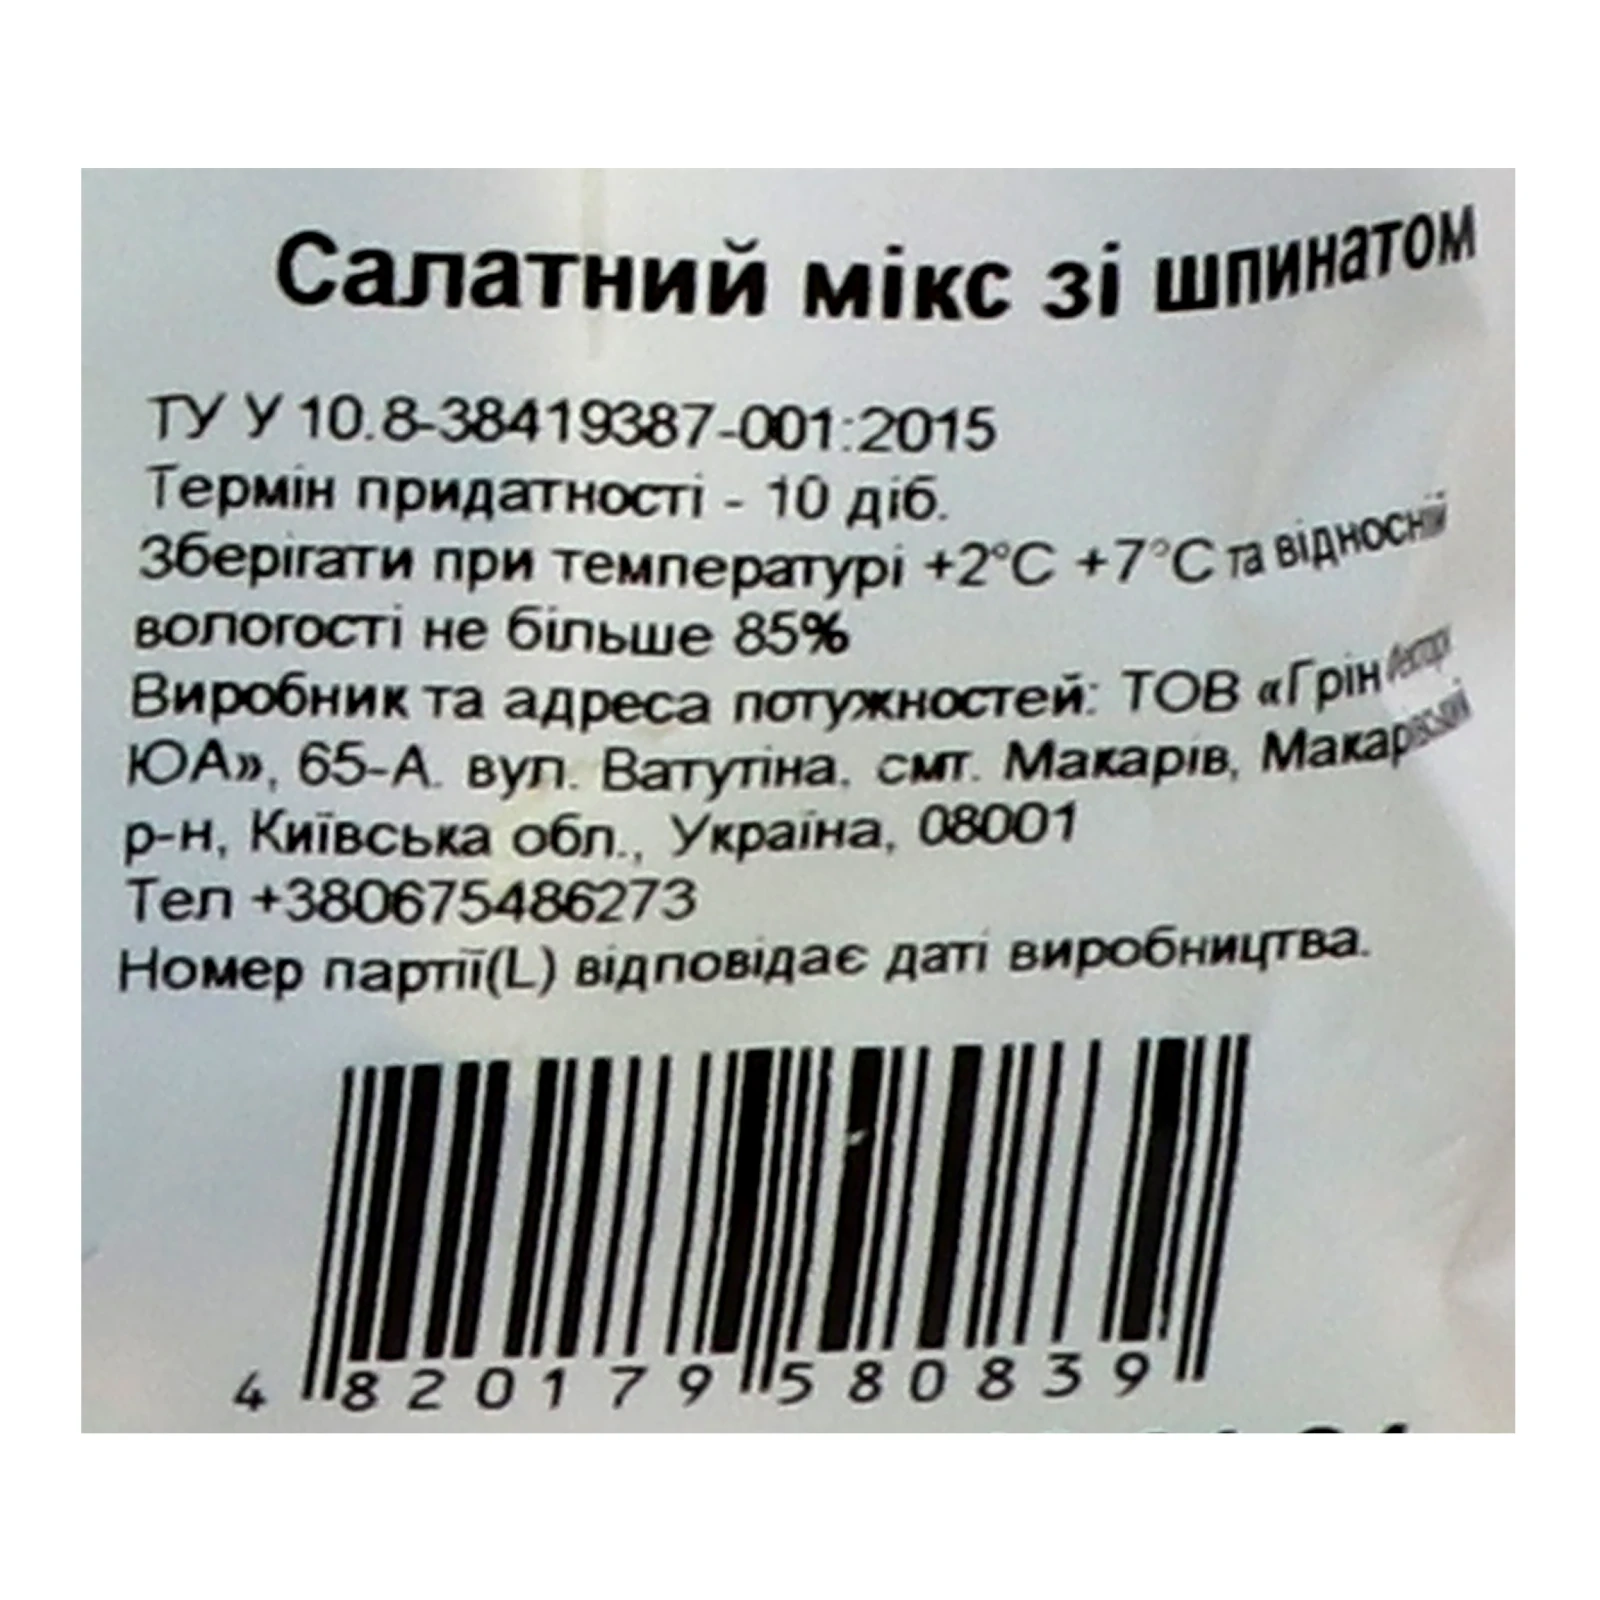 Салатний мікс зі шпинатом
ТУ У 10.8-38419387-001:2015
Термін придатності - 10 діб.
Зберігати при температурі +2°С +7°С та відносній
вологості не більше 85%
Виробник та адреса потужностей: ТОВ «Грін
ЮА», 65-А. вул. Ватутіна, смт. Макарів, Макарівський
р-н, Київська обл., Україна, 08001
Тел +380675486273
Номер партії(L) відповідає даті виробництва.
4 820179 580839